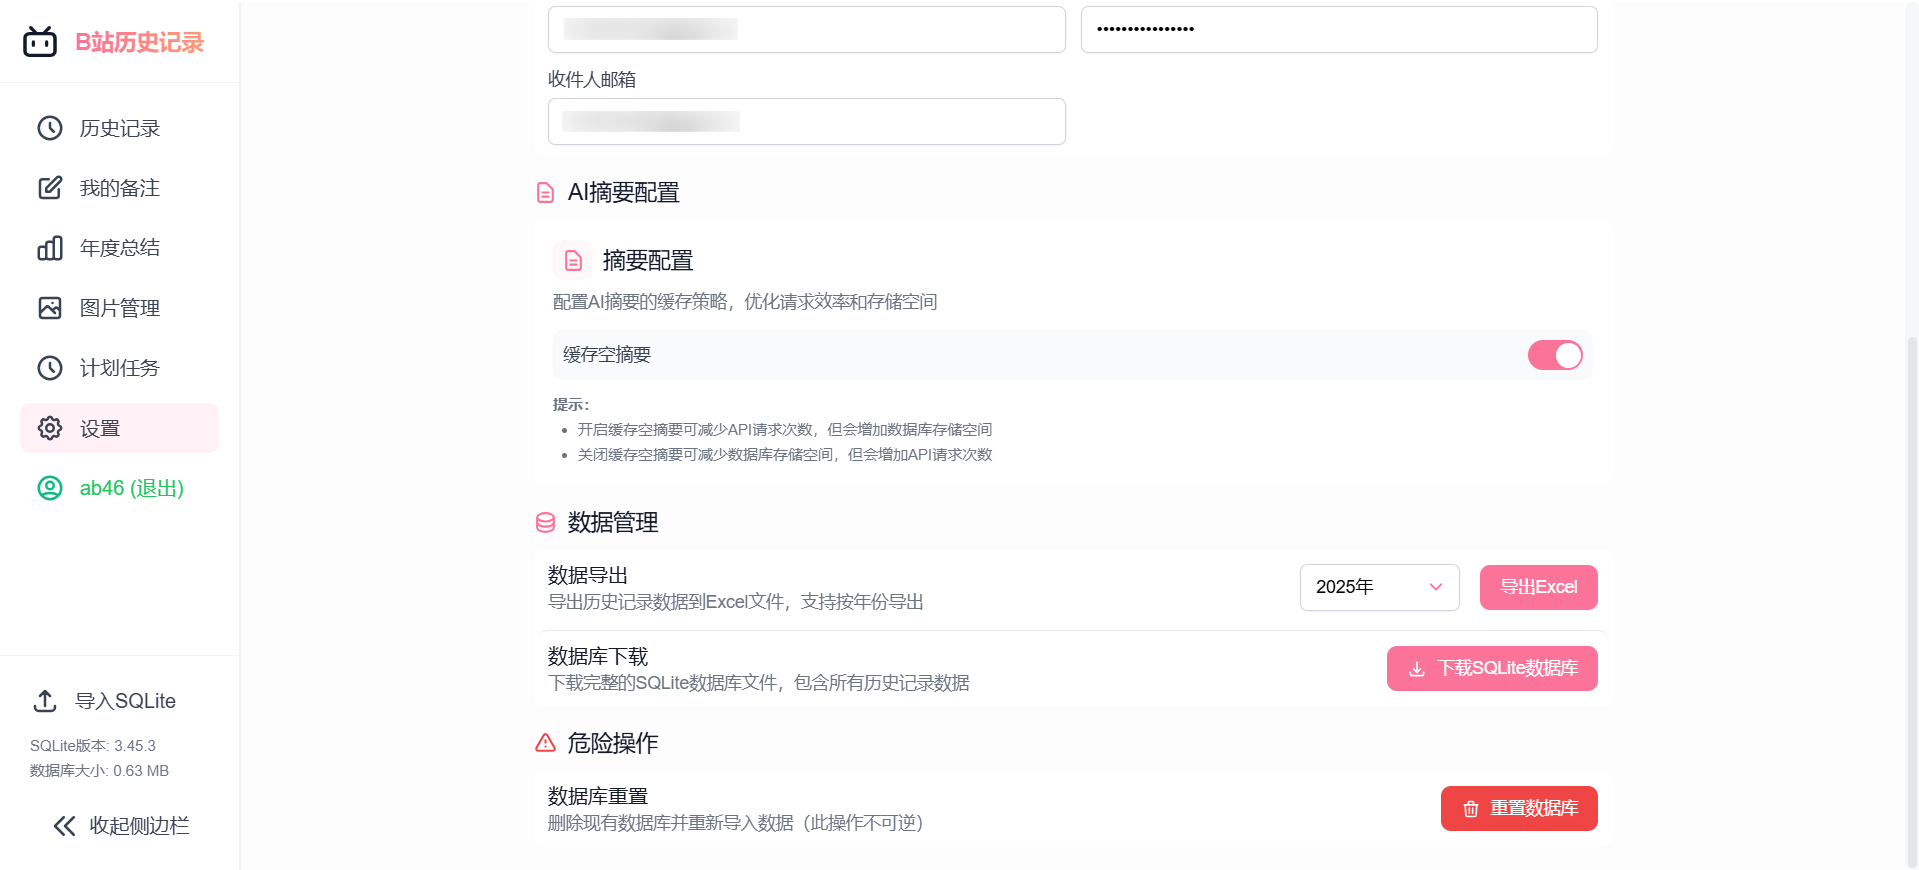 B站历史记录
历史记录
我的备注
年度总结
图片管理
计划任务
设置
ab46 (退出)
导入SQLite
SQLite版本: 3.45.3
数据库大小: 0.63 MB
收起侧边栏
••••••••••••••••
收件人邮箱
AI摘要配置
摘要配置
配置AI摘要的缓存策略，优化请求效率和存储空间
缓存空摘要
提示：
• 开启缓存空摘要可减少API请求次数，但会增加数据库存储空间
• 关闭缓存空摘要可减少数据库存储空间，但会增加API请求次数
数据管理
数据导出
导出历史记录数据到Excel文件，支持按年份导出
2025年
导出Excel
数据库下载
下载完整的SQLite数据库文件，包含所有历史记录数据
下载SQLite数据库
危险操作
数据库重置
删除现有数据库并重新导入数据（此操作不可逆）
重置数据库